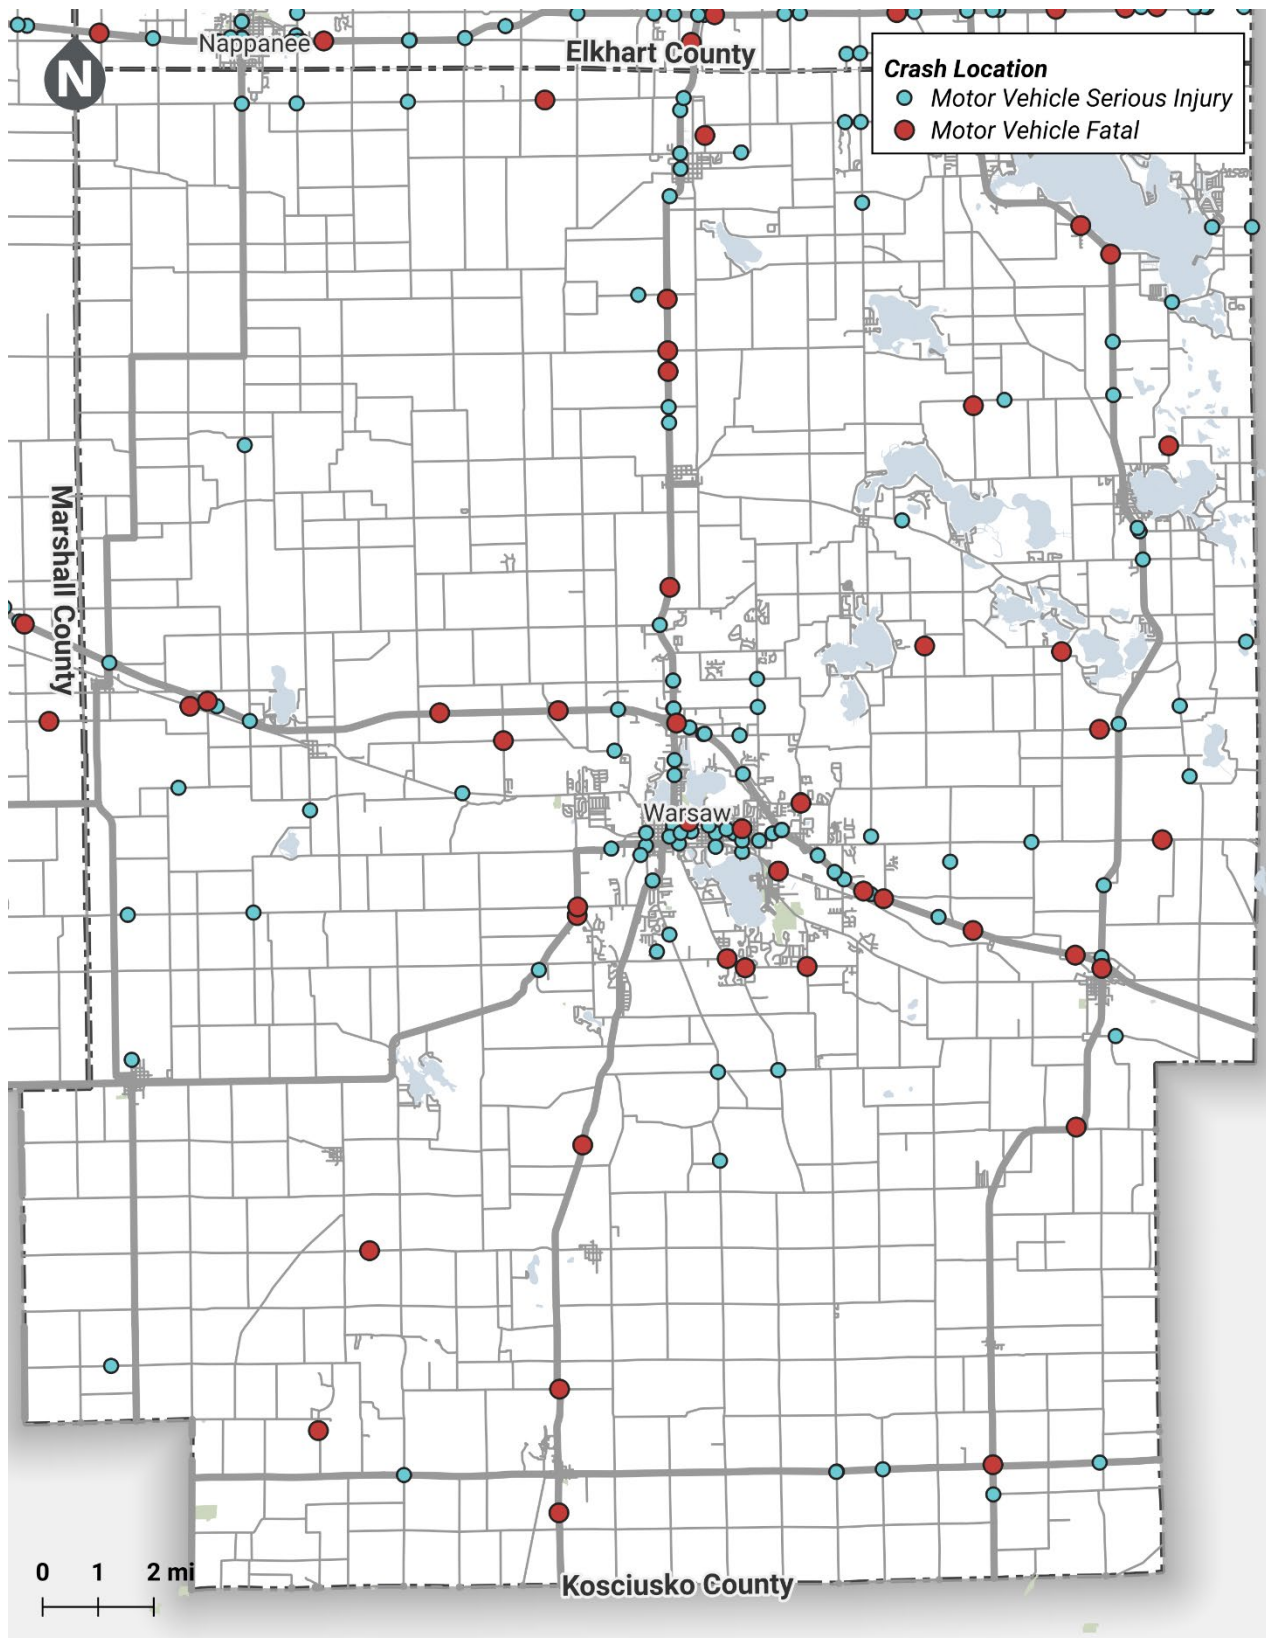 Nappanee
Elkhart County
N
Crash Location
Motor Vehicle Serious Injury
Motor Vehicle Fatal
Marshall County
Warsaw
0 1 2 mi
Kosciusko County